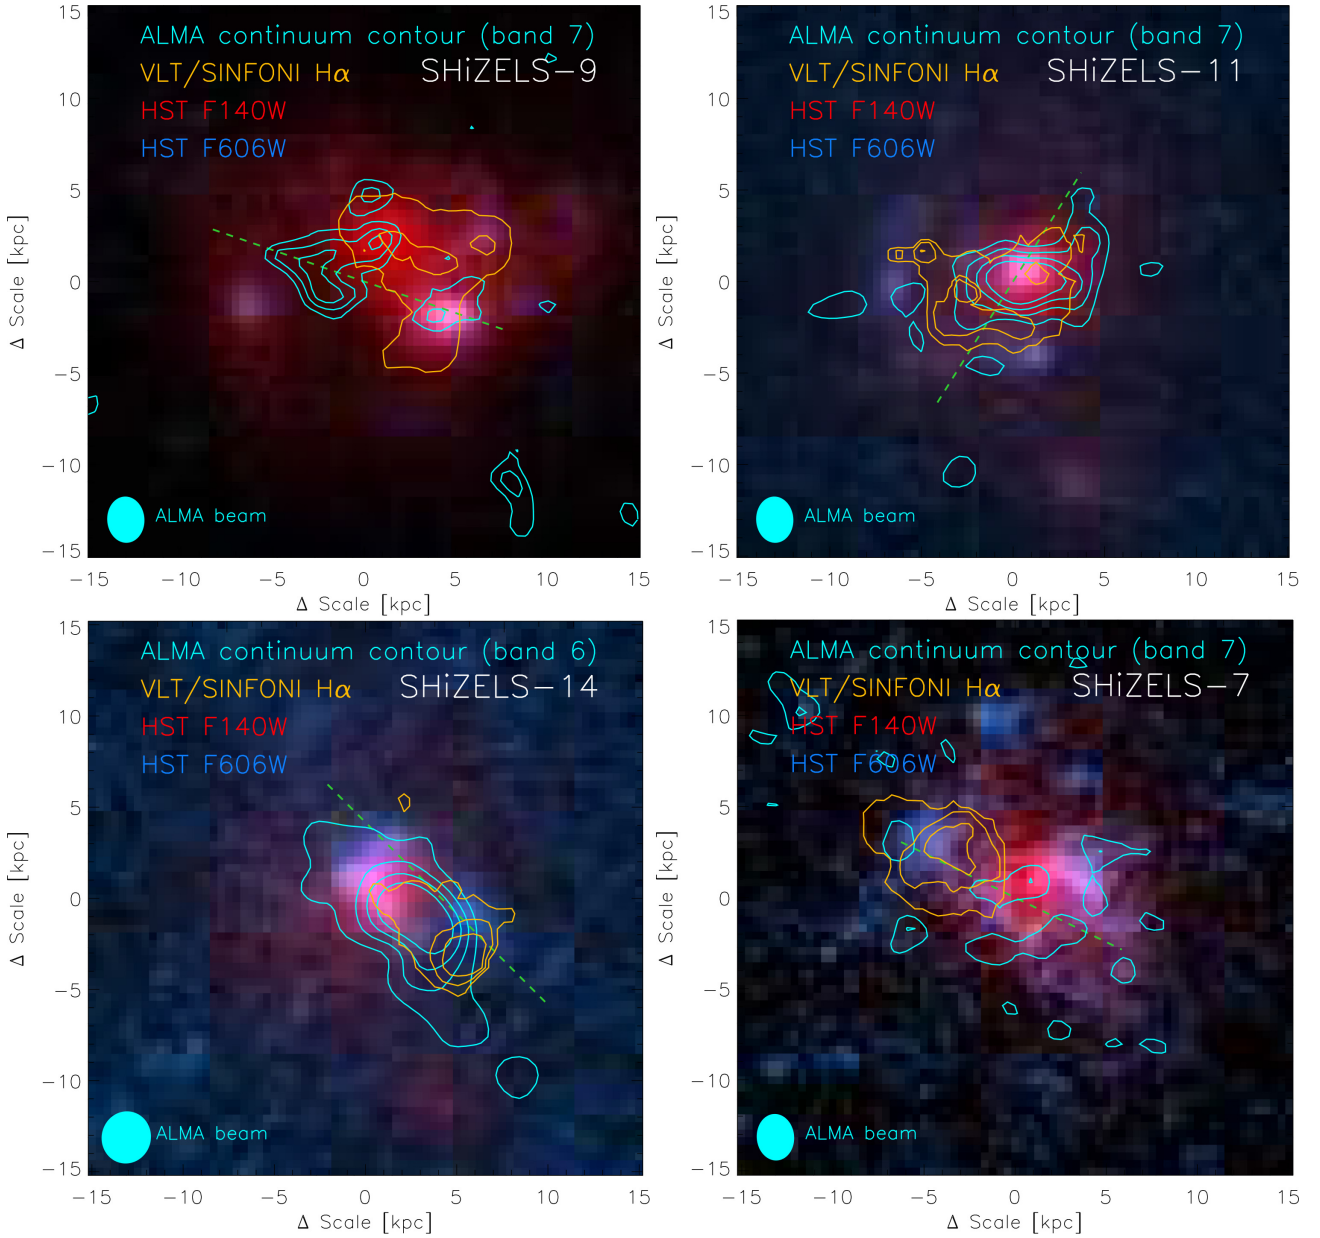 ALMA continuum contour (band 7)
VLT/SINFONI Hα
SHiZELS-9
HST F140W
HST F606W
ALMA beam
15
10
5
0
-5
-10
-15
Δ Scale [kpc]
-15 -10 -5 0 5 10 15
Δ Scale [kpc]
ALMA continuum contour (band 7)
VLT/SINFONI Hα
SHiZELS-11
HST F140W
HST F606W
ALMA beam
15
10
5
0
-5
-10
-15
Δ Scale [kpc]
-15 -10 -5 0 5 10 15
Δ Scale [kpc]
ALMA continuum contour (band 6)
VLT/SINFONI Hα
SHiZELS-14
HST F140W
HST F606W
ALMA beam
15
10
5
0
-5
-10
-15
Δ Scale [kpc]
-15 -10 -5 0 5 10 15
Δ Scale [kpc]
ALMA continuum contour (band 7)
VLT/SINFONI Hα
SHiZELS-7
HST F140W
HST F606W
ALMA beam
15
10
5
0
-5
-10
-15
Δ Scale [kpc]
-15 -10 -5 0 5 10 15
Δ Scale [kpc]